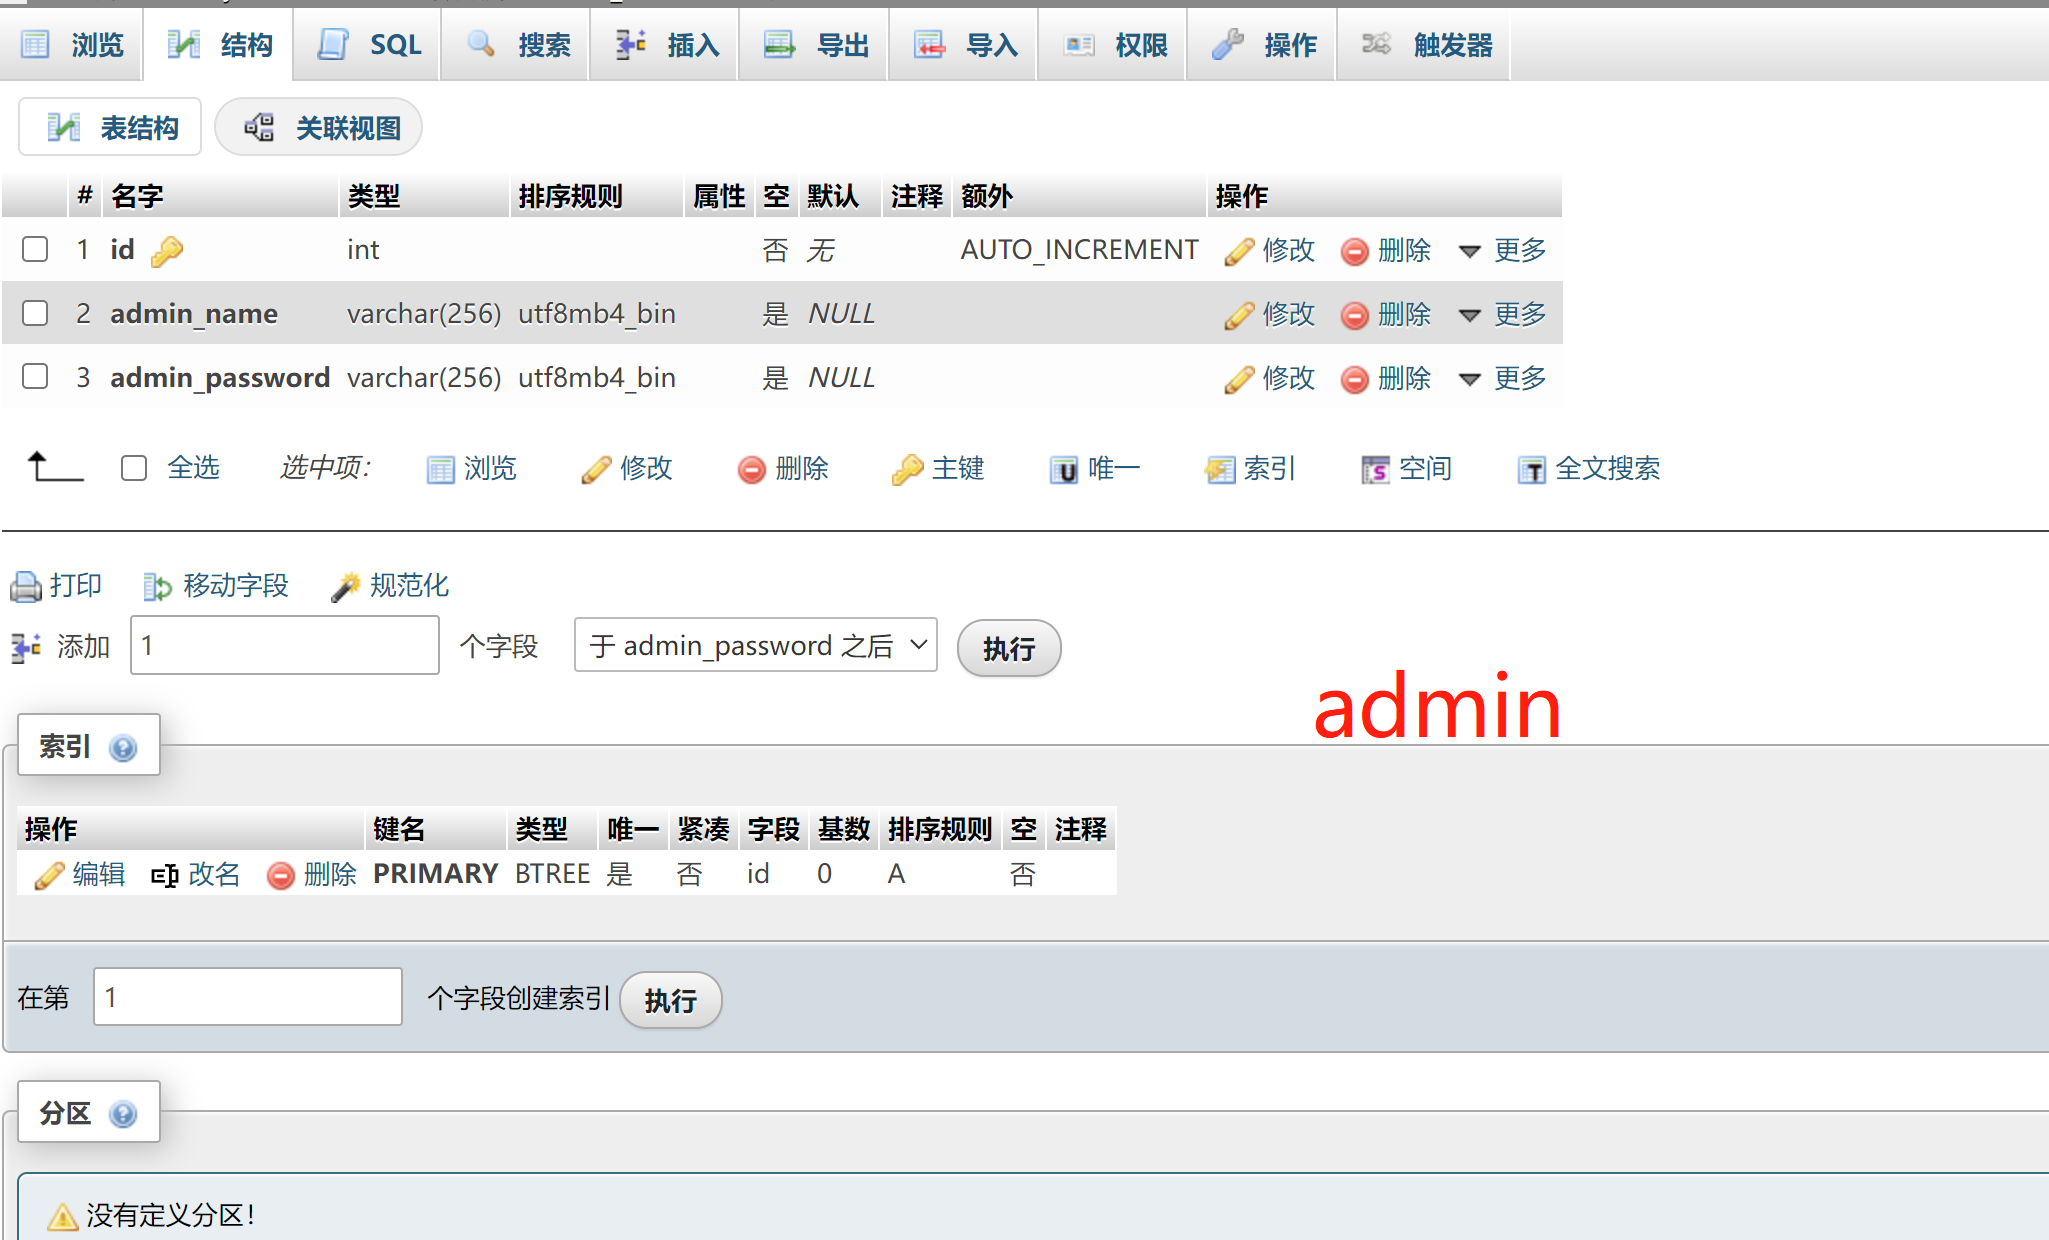 浏览 结构 SQL 搜索 插入 导出 导入 权限 操作 触发器
表结构 关联视图
# 名字 类型 排序规则 属性 空 默认 注释 额外 操作
1 id int 否 无 AUTO_INCREMENT 修改 删除 更多
2 admin_name varchar(256) utf8mb4_bin 是 NULL 修改 删除 更多
3 admin_password varchar(256) utf8mb4_bin 是 NULL 修改 删除 更多
全选 选中项： 浏览 修改 删除 主键 唯一 索引 空间 全文搜索
打印 移动字段 规范化
添加 1 个字段 于 admin_password 之后 执行
admin
索引
操作 键名 类型 唯一 紧凑 字段 基数 排序规则 空 注释
编辑 改名 删除 PRIMARY BTREE 是 否 id 0 A 否
在第 1 个字段创建索引 执行
分区
没有定义分区！